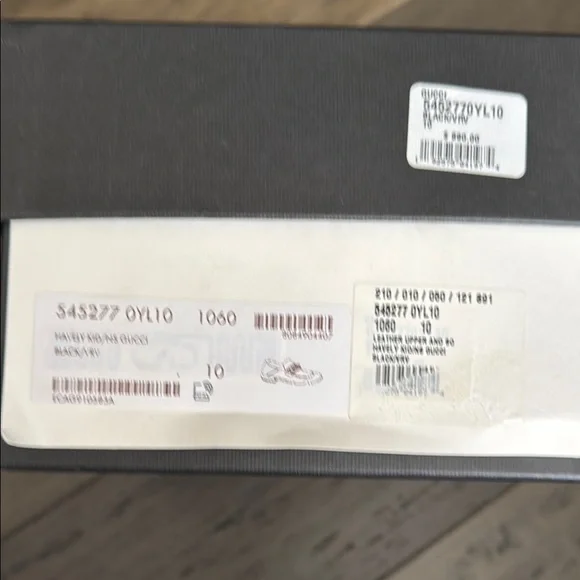 GUCCI
5452770YL10
BLACK/VRV
10
$ 890.00
545277 0YL10 1060
HAVELY KID/NS GUCCI
BLACK/VRV
10
210 / 010 / 050 / 121 891
545277 0YL10
1060 10
LEATHER UPPER AND SO
HAVELY KID/NS GUCCI
BLACK/VRV